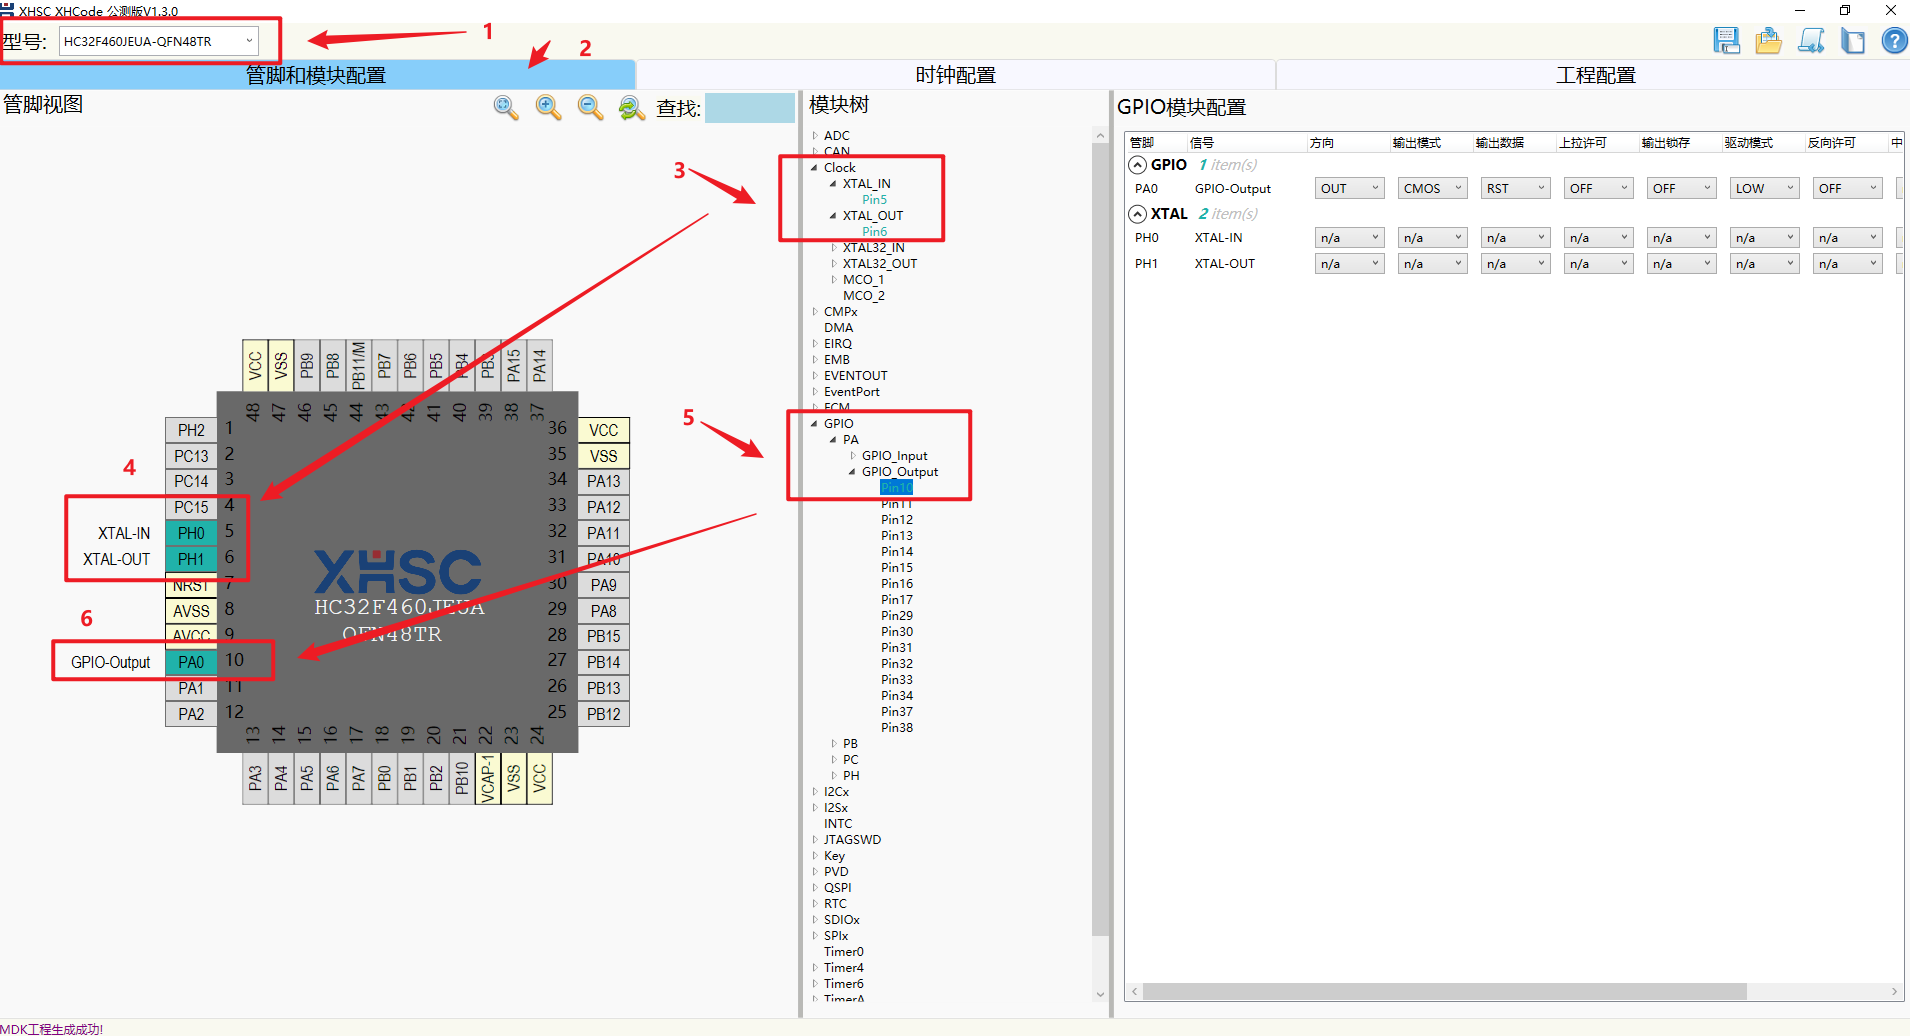 XHSC XHCode 公测版V1.3.0
型号: HC32F460JEUA-QFN48TR
1
2
管脚和模块配置 时钟配置 工程配置
管脚视图 查找:
模块树
GPIO模块配置
ADC
CAN
Clock
XTAL_IN
Pin5
XTAL_OUT
Pin6
XTAL32_IN
XTAL32_OUT
MCO_1
MCO_2
CMPx
DMA
EIRQ
EMB
EVENTOUT
EventPort
FCM
GPIO
PA
GPIO_Input
GPIO_Output
Pin10
Pin11
Pin12
Pin13
Pin14
Pin15
Pin16
Pin17
Pin29
Pin30
Pin31
Pin32
Pin33
Pin34
Pin37
Pin38
PB
PC
PH
I2Cx
I2Sx
INTC
JTAGSWD
Key
PVD
QSPI
RTC
SDIOx
SPIx
Timer0
Timer4
Timer6
TimerA
3
4
5
6
管脚 信号 方向 输出模式 输出数据 上拉许可 输出锁存 驱动模式 反向许可 中
GPIO 1 item(s)
PA0 GPIO-Output OUT CMOS RST OFF OFF LOW OFF
XTAL 2 item(s)
PH0 XTAL-IN n/a n/a n/a n/a n/a n/a n/a
PH1 XTAL-OUT n/a n/a n/a n/a n/a n/a n/a
VCC VSS PB9 PB8 PB11/M PB7 PB6 PB5 PB4 PB3 PA15 PA14
48 47 46 45 44 43 42 41 40 39 38 37
PH2 1
PC13 2
PC14 3
PC15 4
XTAL-IN PH0 5
XTAL-OUT PH1 6
NRST 7
AVSS 8
AVCC 9
GPIO-Output PA0 10
PA1 11
PA2 12
36 VCC
35 VSS
34 PA13
33 PA12
32 PA11
31 PA10
30 PA9
29 PA8
28 PB15
27 PB14
26 PB13
25 PB12
XHSC
HC32F460JEUA
QFN48TR
13 14 15 16 17 18 19 20 21 22 23 24
PA3 PA4 PA5 PA6 PA7 PB0 PB1 PB2 PB10 VCAP-1 VSS VCC
MDK工程生成成功!